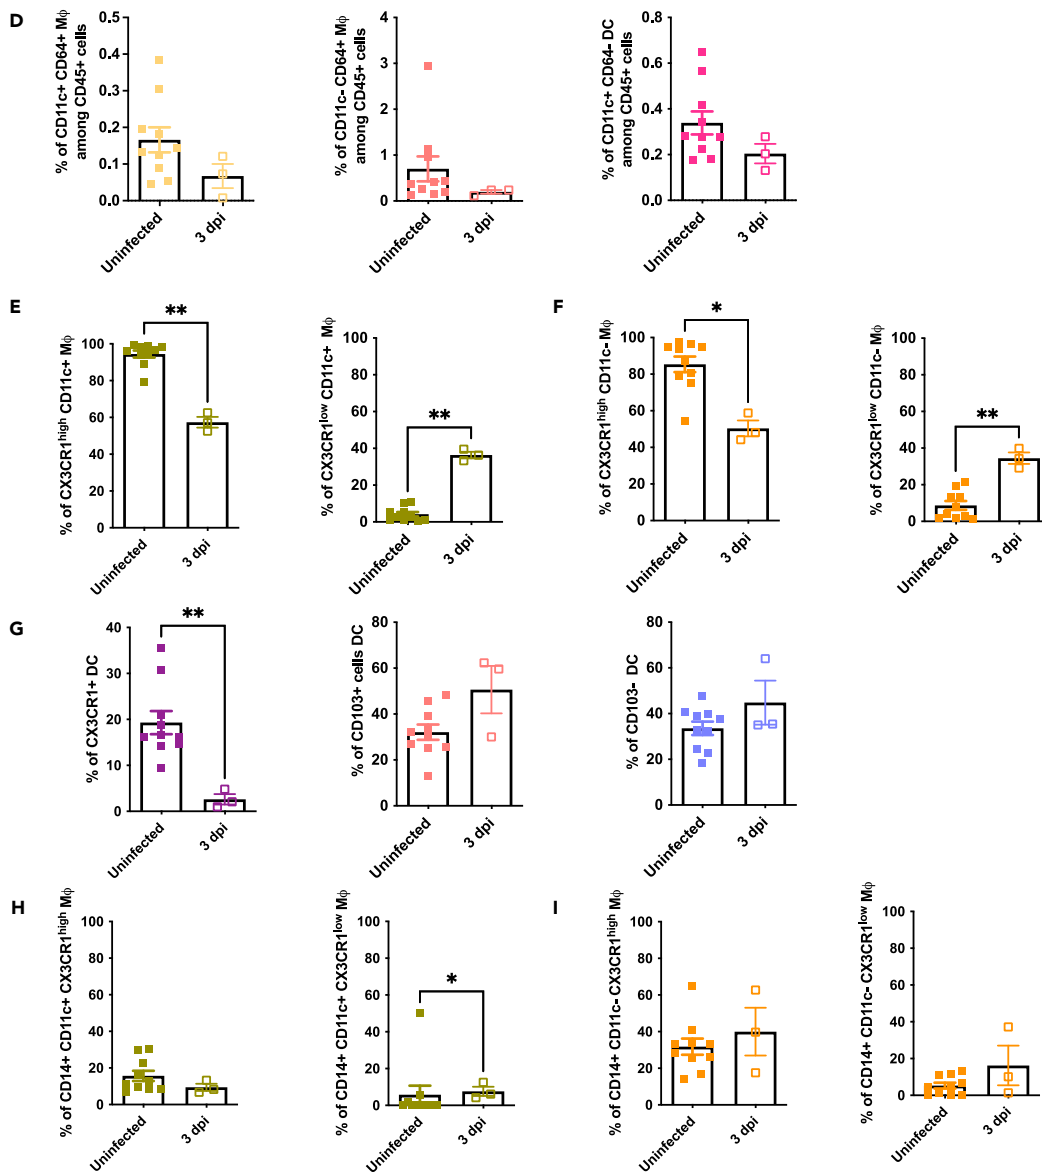 D
% of CD11c+ CD64+ Mϕ
among CD45+ cells
0.5
0.4
0.3
0.2
0.1
0.0
Uninfected
3 dpi
% of CD11c- CD64+ Mϕ
among CD45+ cells
4
3
2
1
0
Uninfected
3 dpi
% of CD11c+ CD64- DC
among CD45+ cells
0.8
0.6
0.4
0.2
0.0
Uninfected
3 dpi
E
% of CX3CR1high CD11c+ Mϕ
100
80
60
40
20
0
**
Uninfected
3 dpi
% of CX3CR1low CD11c+ Mϕ
100
80
60
40
20
0
**
Uninfected
3 dpi
F
% of CX3CR1high CD11c- Mϕ
100
80
60
40
20
0
*
Uninfected
3 dpi
% of CX3CR1low CD11c- Mϕ
100
80
60
40
20
0
**
Uninfected
3 dpi
G
% of CX3CR1+ DC
40
30
20
10
0
**
Uninfected
3 dpi
% of CD103+ cells DC
80
60
40
20
0
Uninfected
3 dpi
% of CD103- DC
80
60
40
20
0
Uninfected
3 dpi
H
% of CD14+ CD11c+ CX3CR1high Mϕ
100
80
60
40
20
0
Uninfected
3 dpi
% of CD14+ CD11c+ CX3CR1low Mϕ
100
80
60
40
20
0
*
Uninfected
3 dpi
I
% of CD14+ CD11c- CX3CR1high Mϕ
100
80
60
40
20
0
Uninfected
3 dpi
% of CD14+ CD11c- CX3CR1low Mϕ
100
80
60
40
20
0
Uninfected
3 dpi